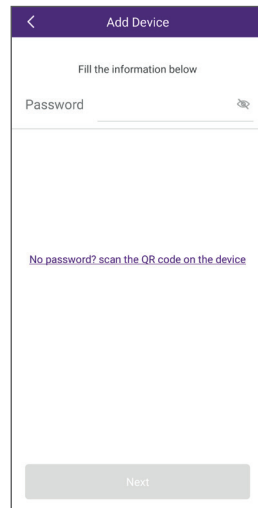 Add Device
Fill the information below
Password
No password? scan the QR code on the device
Next